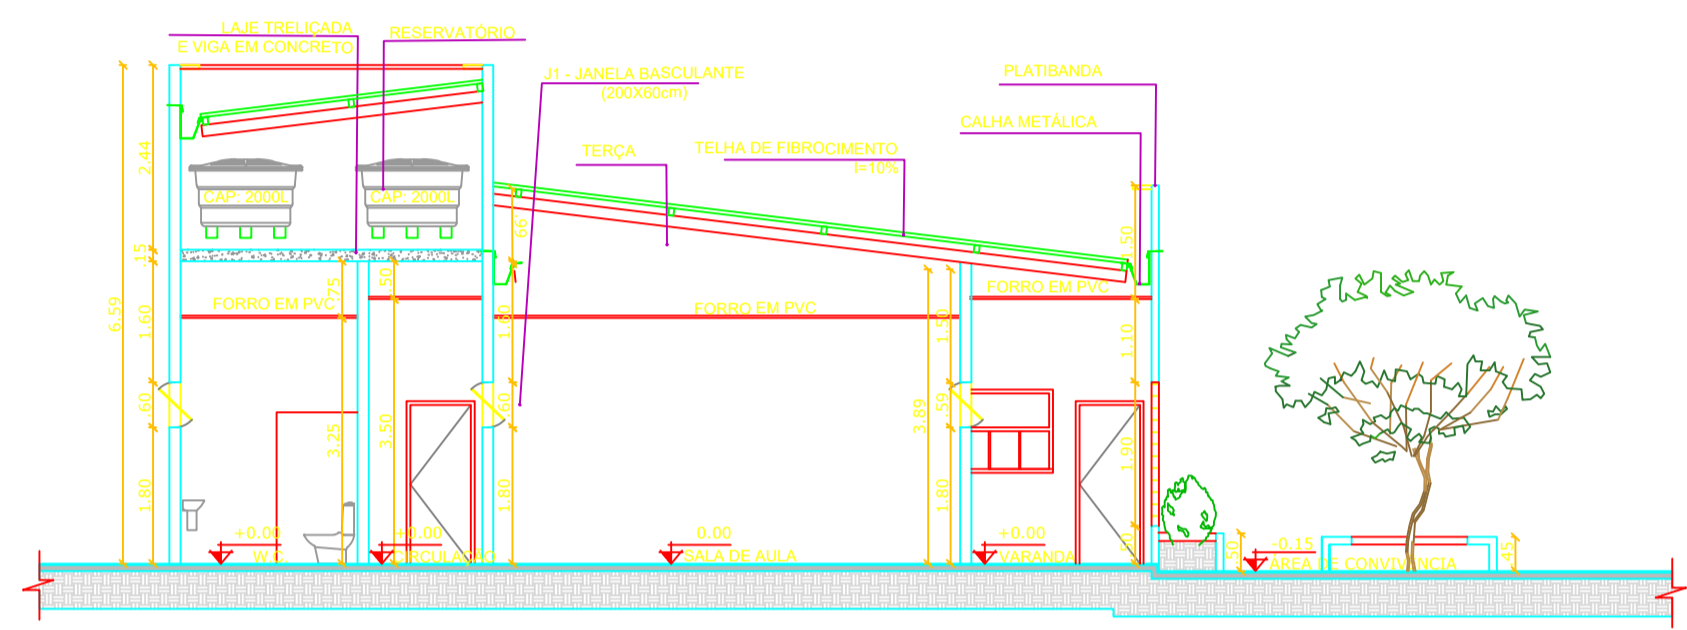 LAJE TRELIÇADA
E VIGA EM CONCRETO
RESERVATÓRIO
J1 - JANELA BASCULANTE
(200X60cm)
PLATIBANDA
CALHA METÁLICA
TERÇA
TELHA DE FIBROCIMENTO
I=10%
CAP: 2000L
CAP: 2000L
FORRO EM PVC
FORRO EM PVC
FORRO EM PVC
6.59
2.44
.15
1.60
.60
1.80
.75
3.25
.50
3.50
1.60
.60
1.80
3.89
1.50
.59
1.80
1.50
1.10
1.90
.50
.50
.45
+0.00
W.C.
+0.00
CIRCULAÇÃO
0.00
SALA DE AULA
+0.00
VARANDA
-0.15
ÁREA DE CONVIVÊNCIA